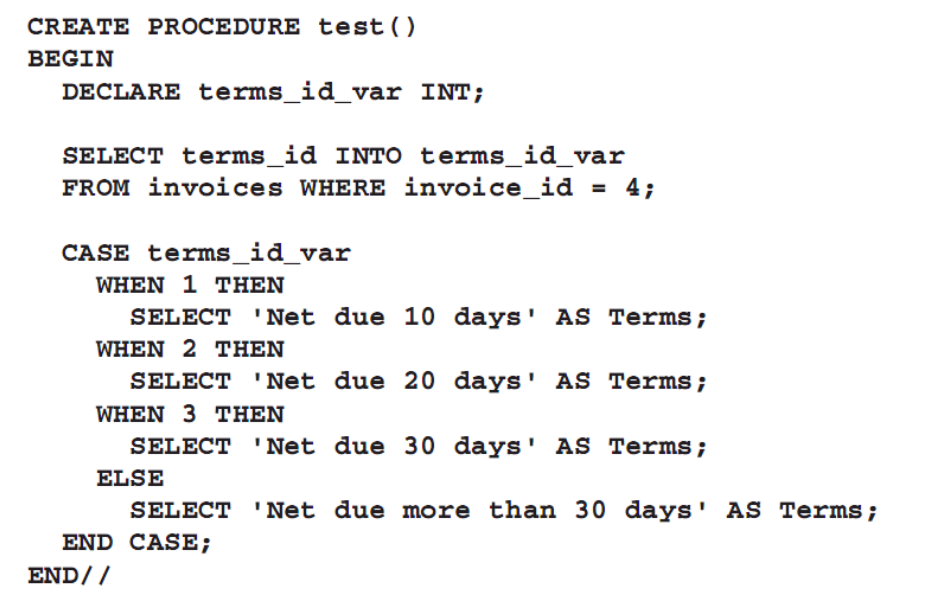 CREATE PROCEDURE test()
BEGIN
  DECLARE terms_id_var INT;

  SELECT terms_id INTO terms_id_var
  FROM invoices WHERE invoice_id = 4;

  CASE terms_id_var
    WHEN 1 THEN
      SELECT 'Net due 10 days' AS Terms;
    WHEN 2 THEN
      SELECT 'Net due 20 days' AS Terms;
    WHEN 3 THEN
      SELECT 'Net due 30 days' AS Terms;
    ELSE
      SELECT 'Net due more than 30 days' AS Terms;
  END CASE;
END//